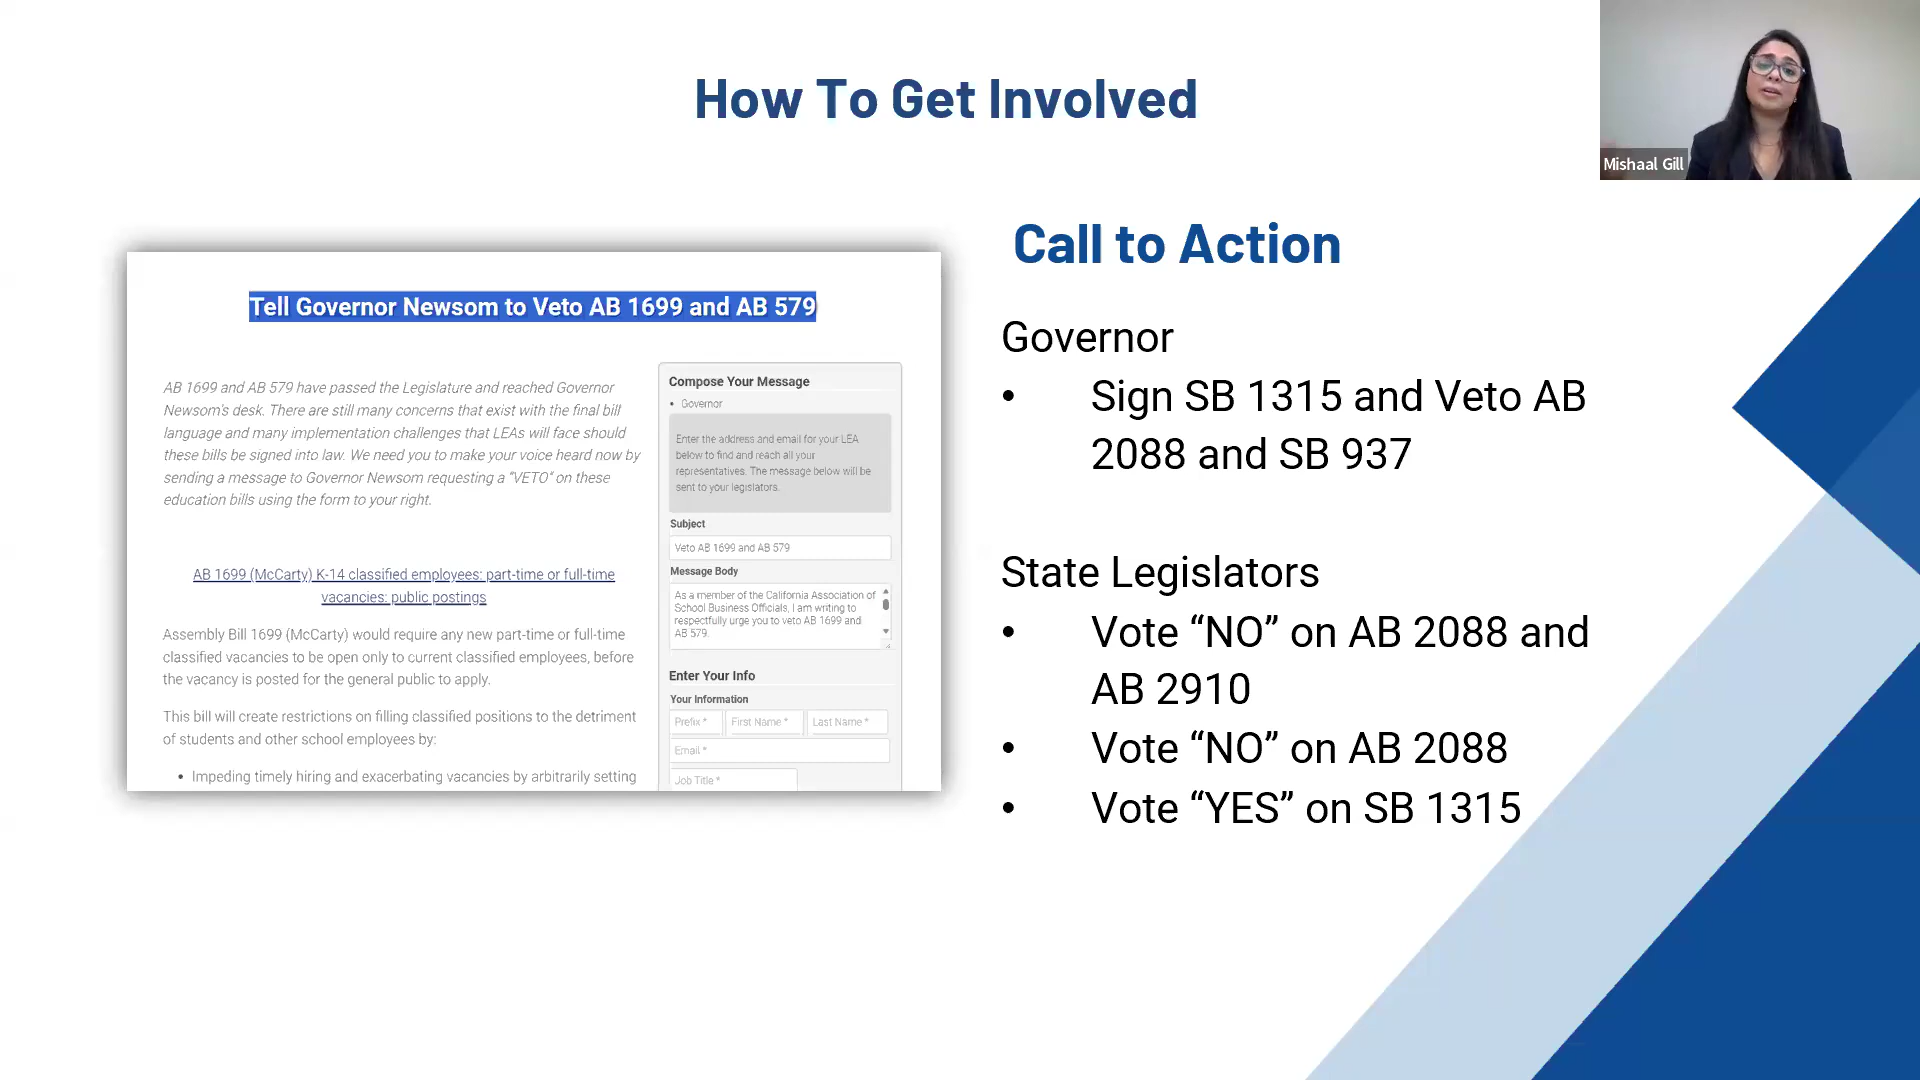 How To Get Involved
Mishaal Gill
Tell Governor Newsom to Veto AB 1699 and AB 579
AB 1699 and AB 579 have passed the Legislature and reached Governor
Newsom's desk. There are still many concerns that exist with the final bill
language and many implementation challenges that LEAs will face should
these bills be signed into law. We need you to make your voice heard now by
sending a message to Governor Newsom requesting a "VETO" on these
education bills using the form to your right.
AB 1699 (McCarty) K-14 classified employees: part-time or full-time
vacancies: public postings
Assembly Bill 1699 (McCarty) would require any new part-time or full-time
classified vacancies to be open only to current classified employees, before
the vacancy is posted for the general public to apply.
This bill will create restrictions on filling classified positions to the detriment
of students and other school employees by:
• Impeding timely hiring and exacerbating vacancies by arbitrarily setting
Compose Your Message
• Governor
Enter the address and email for your LEA
below to find and reach all your
representatives. The message below will be
sent to your legislators.
Subject
Veto AB 1699 and AB 579
Message Body
As a member of the California Association of
School Business Officials, I am writing to
respectfully urge you to veto AB 1699 and
AB 579.
Enter Your Info
Your Information
Prefix * First Name * Last Name *
Email *
Job Title *
Call to Action
Governor
• Sign SB 1315 and Veto AB
2088 and SB 937
State Legislators
• Vote “NO” on AB 2088 and
AB 2910
• Vote “NO” on AB 2088
• Vote “YES” on SB 1315